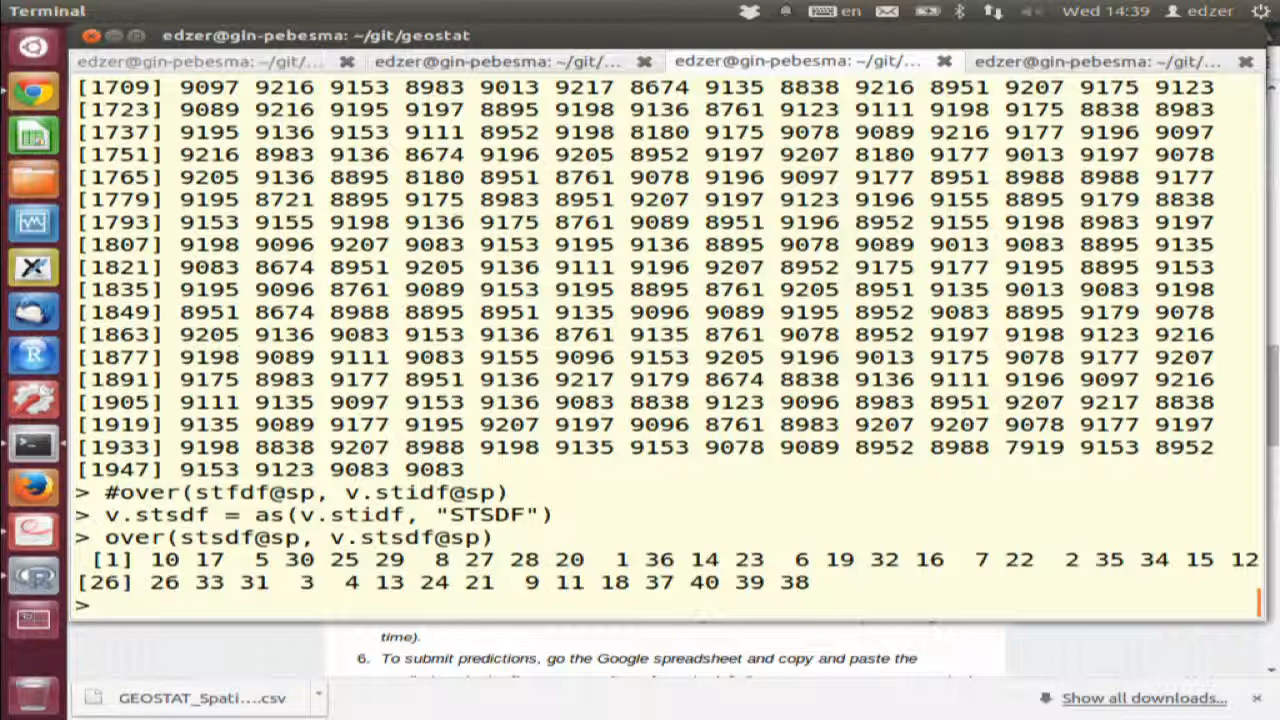 Terminal
en
Wed 14:39
edzer
edzer@gin-pebesma: ~/git/geostat
edzer@gin-pebesma: ~/git/...
edzer@gin-pebesma: ~/git/...
edzer@gin-pebesma: ~/git/...
edzer@gin-pebesma: ~/git/...
[1709] 9097 9216 9153 8983 9013 9217 8674 9135 8838 9216 8951 9207 9175 9123
[1723] 9089 9216 9195 9197 8895 9198 9136 8761 9123 9111 9198 9175 8838 8983
[1737] 9195 9136 9153 9111 8952 9198 8180 9175 9078 9089 9216 9177 9196 9097
[1751] 9216 8983 9136 8674 9196 9205 8952 9197 9207 8180 9177 9013 9197 9078
[1765] 9205 9136 8895 8180 8951 8761 9078 9196 9097 9177 8951 8988 8988 9177
[1779] 9195 8721 8895 9175 8983 8951 9207 9197 9123 9196 9155 8895 9179 8838
[1793] 9153 9155 9198 9136 9175 8761 9089 8951 9196 8952 9155 9198 8983 9197
[1807] 9198 9096 9207 9083 9153 9195 9136 8895 9078 9089 9013 9083 8895 9135
[1821] 9083 8674 8951 9205 9136 9111 9196 9207 8952 9175 9177 9195 8895 9153
[1835] 9195 9096 8761 9089 9153 9195 8895 8761 9205 8951 9135 9013 9083 9198
[1849] 8951 8674 8988 8895 8951 9135 9096 9089 9195 8952 9083 8895 9179 9078
[1863] 9205 9136 9083 9153 9136 8761 9135 8761 9078 8952 9197 9198 9123 9216
[1877] 9198 9089 9111 9083 9155 9096 9153 9205 9196 9013 9175 9078 9177 9207
[1891] 9175 8983 9177 8951 9136 9217 9179 8674 8838 9136 9111 9196 9097 9216
[1905] 9111 9135 9097 9153 9136 9083 8838 9123 9096 8983 8951 9207 9217 8838
[1919] 9135 9089 9177 9195 9207 9197 9096 8761 8983 9207 9207 9078 9177 9197
[1933] 9198 8838 9207 8988 9198 9135 9153 9078 9089 8952 8988 7919 9153 8952
[1947] 9153 9123 9083 9083
> #over(stfdf@sp, v.stidf@sp)
> v.stsdf = as(v.stidf, "STSDF")
> over(stsdf@sp, v.stsdf@sp)
[1] 10 17 5 30 25 29 8 27 28 20 1 36 14 23 6 19 32 16 7 22 2 35 34 15 12
[26] 26 33 31 3 4 13 24 21 9 11 18 37 40 39 38
>
time).
6. To submit predictions, go the Google spreadsheet and copy and paste the
GEOSTAT_Spati....csv
Show all downloads...